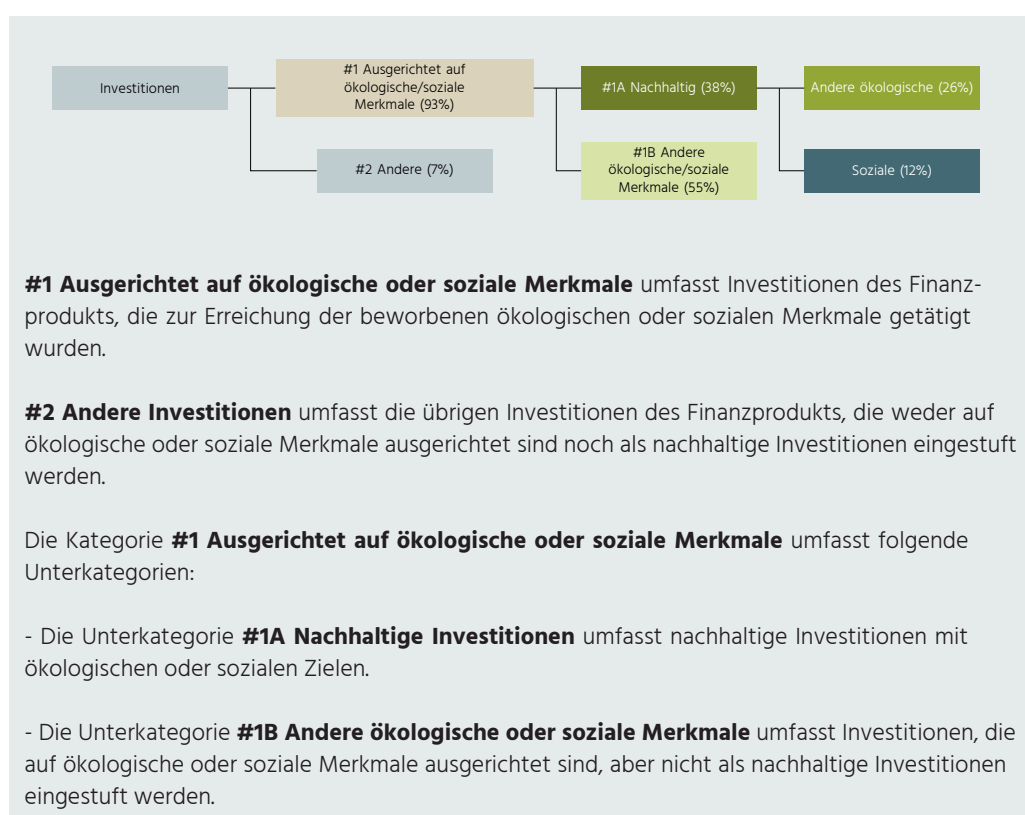 Investitionen
#1 Ausgerichtet auf
ökologische/soziale
Merkmale (93%)
#1A Nachhaltig (38%)
Andere ökologische (26%)
#2 Andere (7%)
#1B Andere
ökologische/soziale
Merkmale (55%)
Soziale (12%)
#1 Ausgerichtet auf ökologische oder soziale Merkmale umfasst Investitionen des Finanz-
produkts, die zur Erreichung der beworbenen ökologischen oder sozialen Merkmale getätigt
wurden.
#2 Andere Investitionen umfasst die übrigen Investitionen des Finanzprodukts, die weder auf
ökologische oder soziale Merkmale ausgerichtet sind noch als nachhaltige Investitionen eingestuft
werden.
Die Kategorie #1 Ausgerichtet auf ökologische oder soziale Merkmale umfasst folgende
Unterkategorien:
- Die Unterkategorie #1A Nachhaltige Investitionen umfasst nachhaltige Investitionen mit
ökologischen oder sozialen Zielen.
- Die Unterkategorie #1B Andere ökologische oder soziale Merkmale umfasst Investitionen, die
auf ökologische oder soziale Merkmale ausgerichtet sind, aber nicht als nachhaltige Investitionen
eingestuft werden.